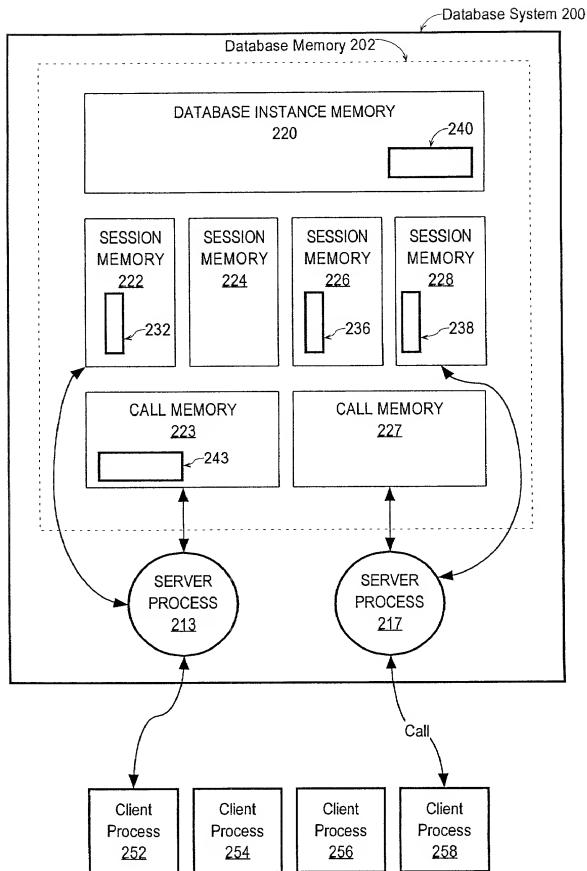 Database System 200
Database Memory 202
DATABASE INSTANCE MEMORY
220
240
SESSION
MEMORY
222
232
SESSION
MEMORY
224
SESSION
MEMORY
226
236
SESSION
MEMORY
228
238
CALL MEMORY
223
243
CALL MEMORY
227
SERVER
PROCESS
213
SERVER
PROCESS
217
Call
Client
Process
252
Client
Process
254
Client
Process
256
Client
Process
258